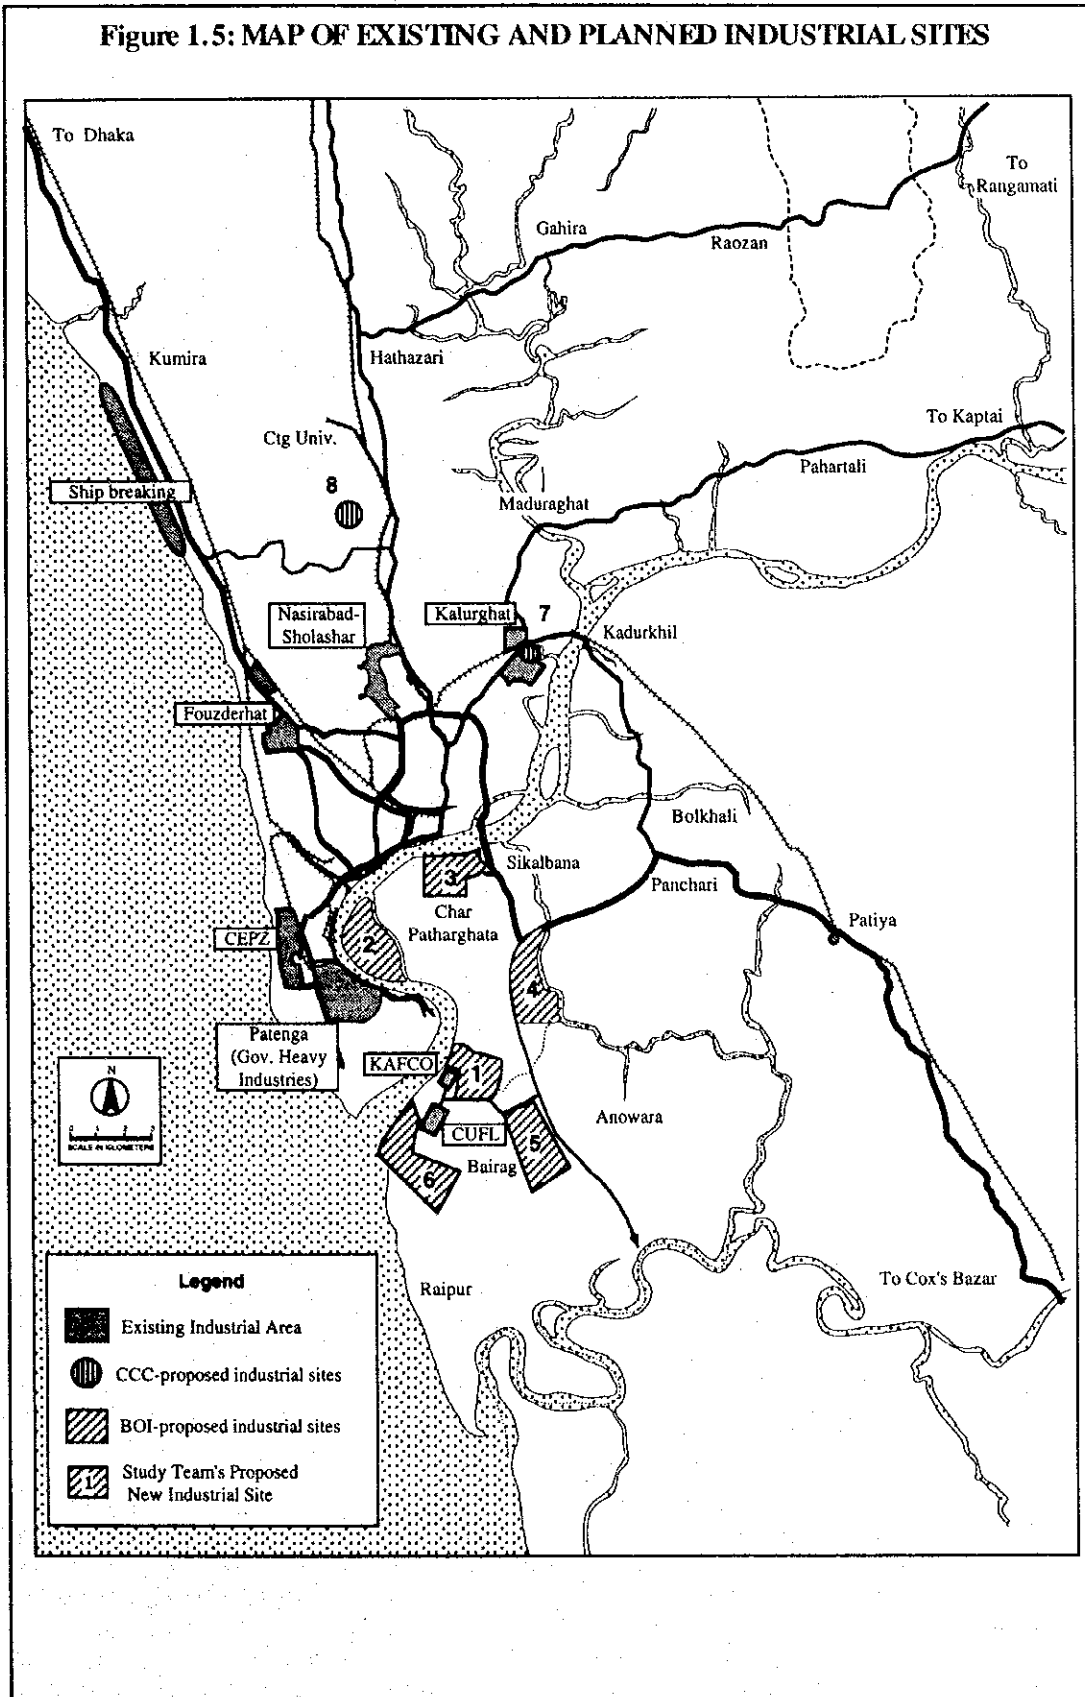 Figure 1.5: MAP OF EXISTING AND PLANNED INDUSTRIAL SITES
To Dhaka
To
Rangamati
Gahira
Raozan
Kumira
Hathazari
To Kaptai
Ctg Univ.
Pahartali
8
Ship breaking
Maduraghat
Nasirabad-
Sholashar
Kalurghat
7
Kadurkhil
Fouzderhat
Bolkhali
Sikalbana
3
Panchari
Char
Patharghata
Patiya
CEPZ
2
4
Patenga
(Gov. Heavy
Industries)
KAFCO
1
N
SCALE IN KILOMETERS
Anowara
CUFL
5
Bairag
6
To Cox's Bazar
Raipur
Legend
Existing Industrial Area
CCC-proposed industrial sites
BOI-proposed industrial sites
1
Study Team's Proposed
New Industrial Site